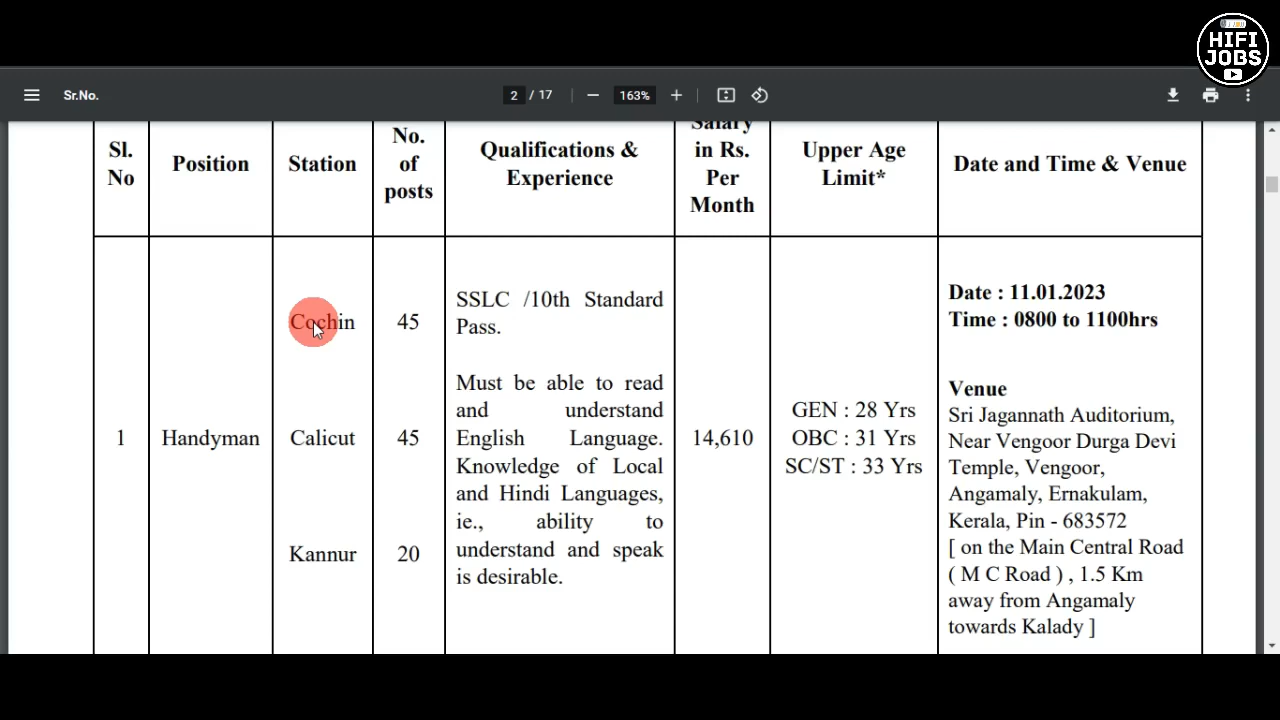 HIFI
JOBS
Sr.No.
2 / 17
163%
Sl.
No
Position
Station
No.
of
posts
Qualifications &
Experience
Salary
in Rs.
Per
Month
Upper Age
Limit*
Date and Time & Venue
1
Handyman
Cochin
45
Calicut
45
Kannur
20
SSLC /10th Standard
Pass.
Must be able to read
and understand
English Language.
Knowledge of Local
and Hindi Languages,
ie., ability to
understand and speak
is desirable.
14,610
GEN : 28 Yrs
OBC : 31 Yrs
SC/ST : 33 Yrs
Date : 11.01.2023
Time : 0800 to 1100hrs
Venue
Sri Jagannath Auditorium,
Near Vengoor Durga Devi
Temple, Vengoor,
Angamaly, Ernakulam,
Kerala, Pin - 683572
[ on the Main Central Road
( M C Road ) , 1.5 Km
away from Angamaly
towards Kalady ]